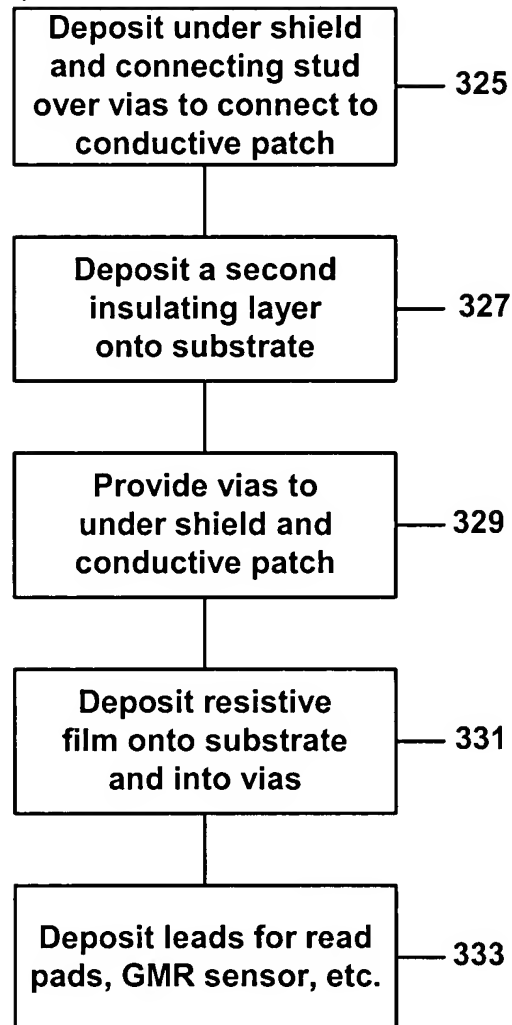 Deposit under shield
and connecting stud
over vias to connect to
conductive patch
325
Deposit a second
insulating layer
onto substrate
327
Provide vias to
under shield and
conductive patch
329
Deposit resistive
film onto substrate
and into vias
331
Deposit leads for read
pads, GMR sensor, etc.
333